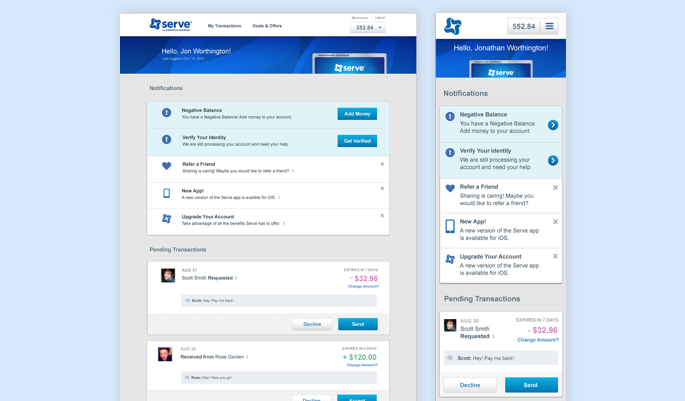 serve
My Transactions
Deals & Offers
My Account
Logout
$52.84
Hello, Jon Worthington!
Last logged in Oct. 10, 2013
serve
Notifications
Negative Balance
You have a Negative Balance! Add money to your account.
Add Money
Verify Your Identity
We are still processing your account and need your help.
Get Verified
Refer a Friend
Sharing is caring! Maybe you want to refer a friend?
New App!
A new version of the Serve app is availble for iOS.
Upgrade Your Account
Take advantage of all the benefits Serve has to offer.
Pending Transactions
AUG 31
Scott Smith Requested
EXPIRES IN 7 DAYS
- $32.96
Change Amount?
Scott: Hey! Pay me back!
Decline
Send
AUG 30
Received from Rose Garden
EXPIRES IN 6 DAYS
+ $120.00
Change Amount?
Rose: Hey! Here you go!
Decline
Accept
$52.84
Hello, Jonathan Worthington!
serve
Notifications
Negative Balance
You have a Negative Balance.
Add money to your account.
Verify Your Identity
We are still processing your
account and need your help.
Refer a Friend
Sharing is caring! Maybe you
would like to refer a friend?
New App!
A new version of the Serve app
is available for iOS.
Upgrade Your Account
A new version of the Serve app
is available for iOS.
Pending Transactions
AUG 30
Scott Smith
Requested
EXPIRES IN 7 DAYS
- $32.96
Change Amount?
Scott: Hey! Pay me back!
Decline
Send